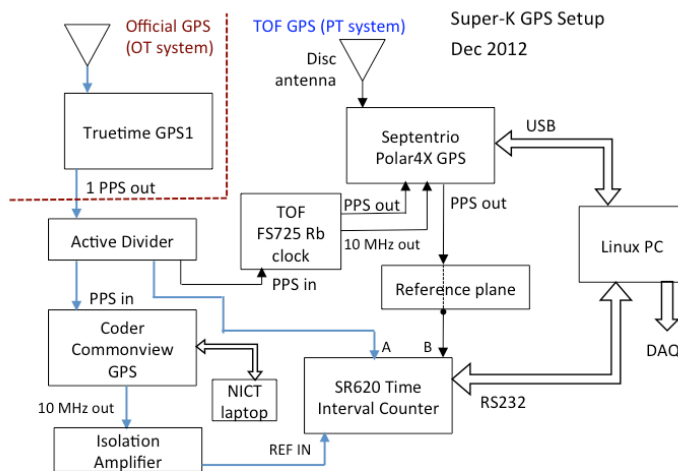 Official GPS
(OT system)
TOF GPS (PT system)
Super-K GPS Setup
Dec 2012
Disc
antenna
Truetime GPS1
Septentrio
Polar4X GPS
USB
1 PPS out
PPS out
PPS out
TOF
FS725 Rb
clock
10 MHz out
Active Divider
Linux PC
PPS in
PPS in
Reference plane
Coder
Commonview
GPS
A
B
DAQ
NICT
laptop
SR620 Time
Interval Counter
RS232
10 MHz out
Isolation
Amplifier
REF IN